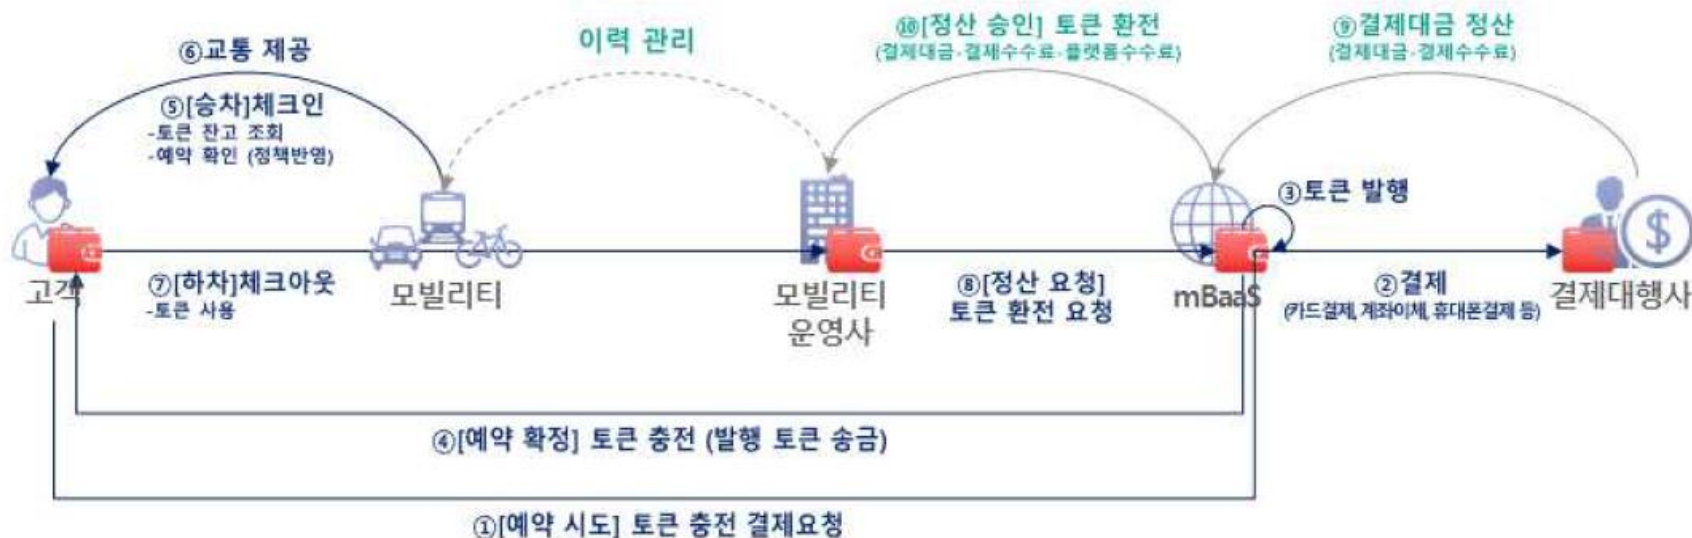 ⑥교통 제공
⑤[승차]체크인
-토큰 잔고 조회
-예약 확인 (정책반영)
이력 관리
⑩[정산 승인] 토큰 환전
(결제대금-결제수수료-플랫폼수수료)
⑨결제대금 정산
(결제대금-결제수수료)
③토큰 발행
고객
⑦[하차]체크아웃
-토큰 사용
모빌리티
모빌리티
운영사
⑧[정산 요청]
토큰 환전 요청
mBaaS
②결제
(카드결제, 계좌이체, 휴대폰결제 등)
결제대행사
④[예약 확정] 토큰 충전 (발행 토큰 송금)
①[예약 시도] 토큰 충전 결제요청